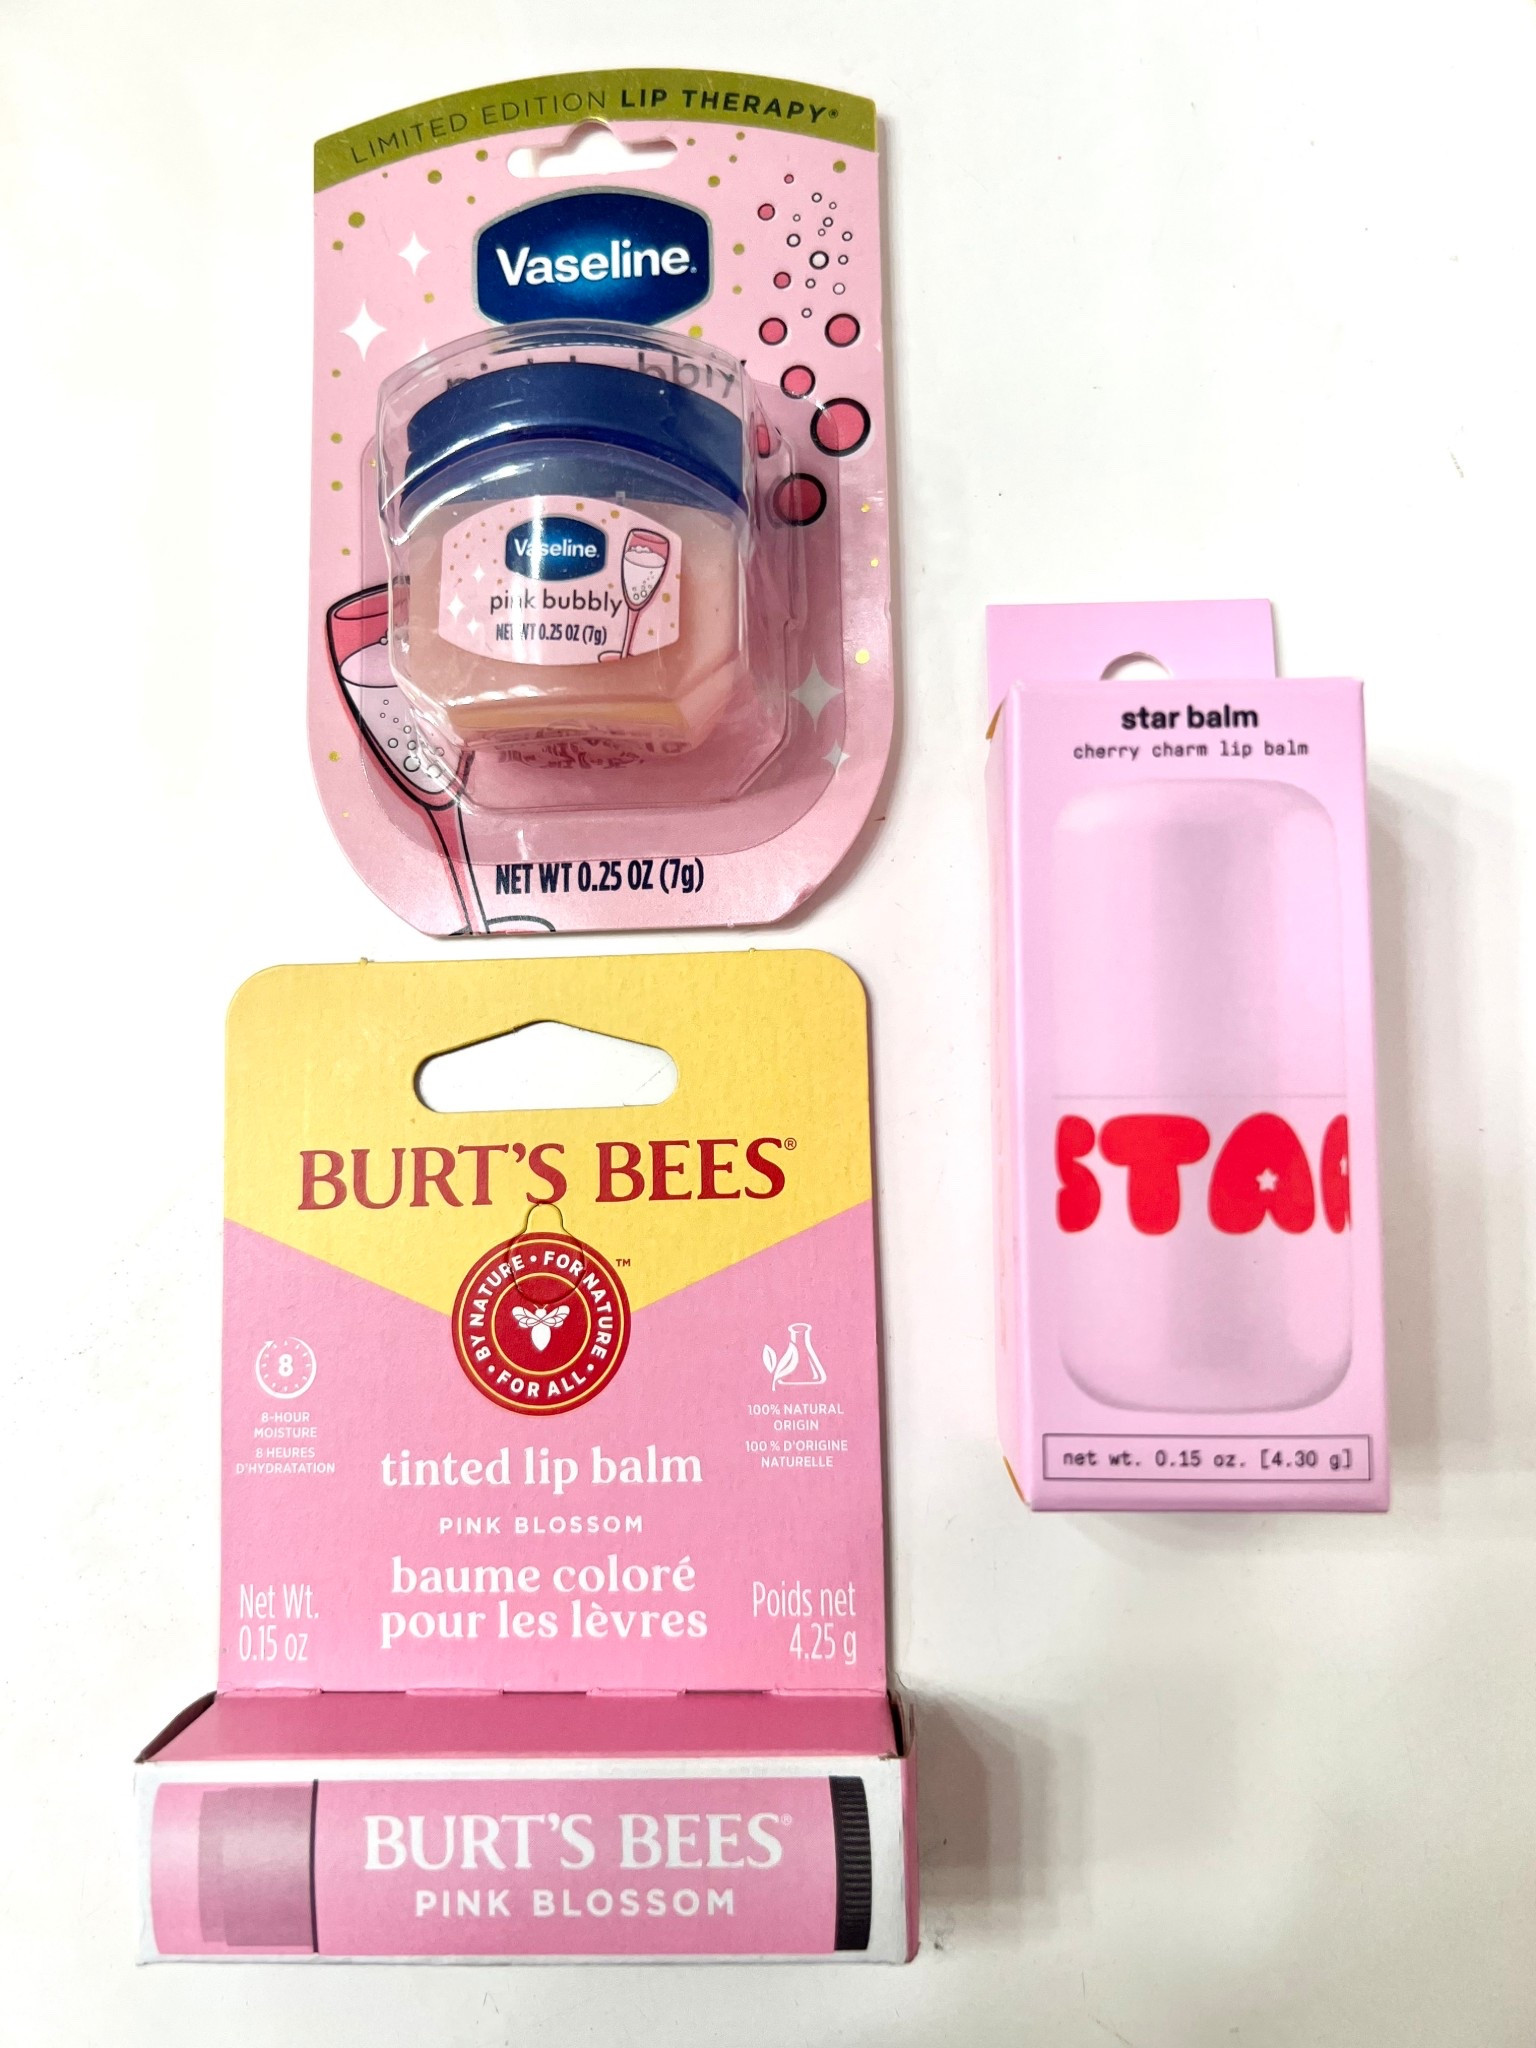 LIMITED EDITION LIP THERAPY®
Vaseline®
Vaseline®
pink bubbly
NET WT 0.25 OZ (7g)
NET WT 0.25 OZ (7g)
star balm
cherry charm lip balm
STAR
net wt. 0.15 oz. [4.30 g]
BURT'S BEES®
BY NATURE • FOR NATURE • FOR ALL • ™
8
8-HOUR
MOISTURE
8 HEURES
D'HYDRATATION
100% NATURAL
ORIGIN
100 % D'ORIGINE
NATURELLE
tinted lip balm
PINK BLOSSOM
baume coloré
pour les lèvres
Net Wt.
0.15 oz
Poids net
4.25 g
BURT'S BEES®
PINK BLOSSOM